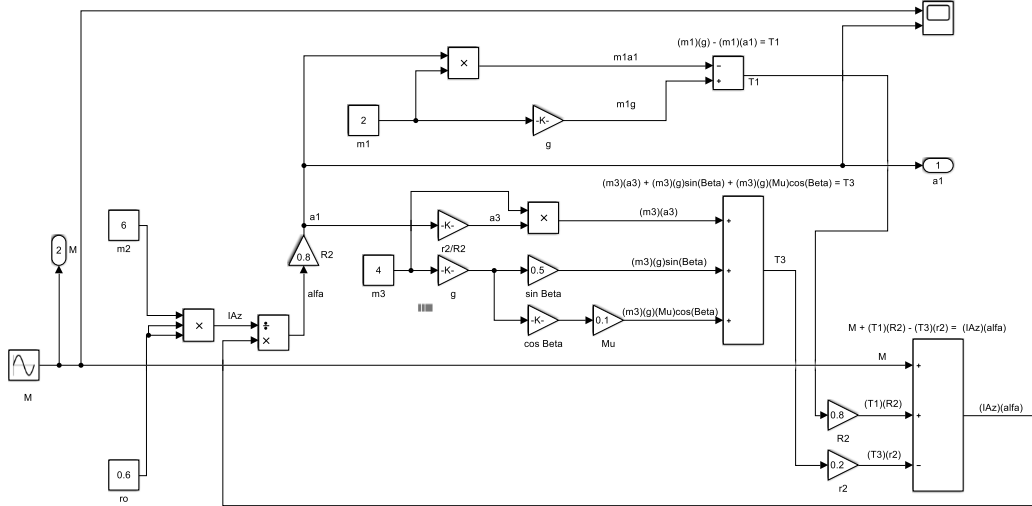 (m1)(g) - (m1)(a1) = T1
m1a1
×
−
+
T1
m1g
2
m1
-K-
g
1
a1
(m3)(a3) + (m3)(g)sin(Beta) + (m3)(g)(Mu)cos(Beta) = T3
6
m2
2
M
a1
-K-
r2/R2
a3
×
(m3)(a3)
+
0.8
R2
alfa
4
m3
-K-
g
0.5
sin Beta
(m3)(g)sin(Beta)
+
T3
-K-
cos Beta
0.1
Mu
(m3)(g)(Mu)cos(Beta)
+
×
IAz
÷
×
M + (T1)(R2) - (T3)(r2) = (IAz)(alfa)
M
M
+
0.8
R2
(T1)(R2)
+
(IAz)(alfa)
0.2
r2
(T3)(r2)
−
0.6
ro